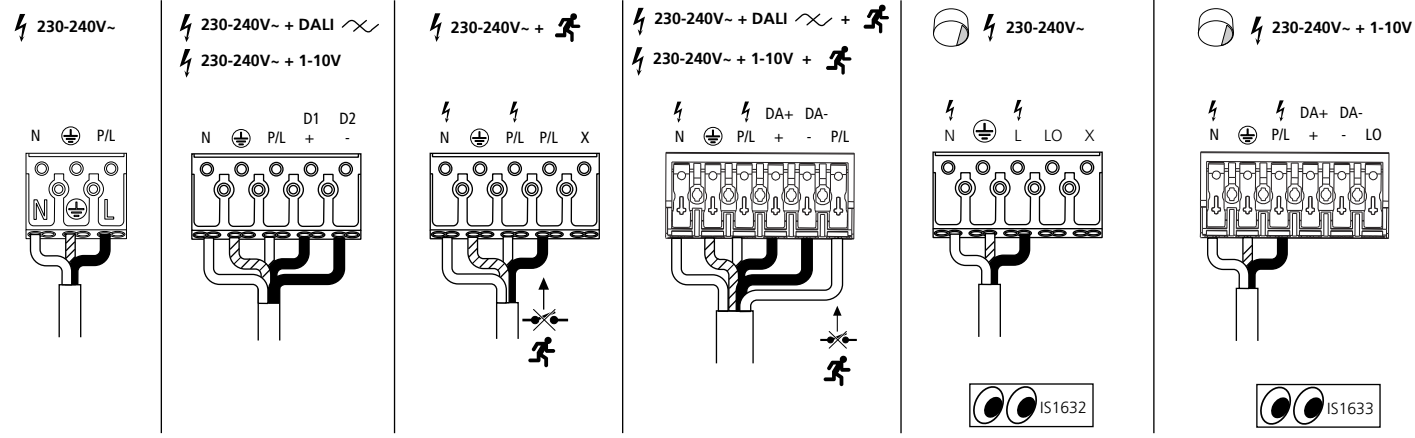 230-240V~
N P/L
N L
230-240V~ + DALI
230-240V~ + 1-10V
D1 D2
N P/L + -
230-240V~ +
N P/L P/L X
230-240V~ + DALI +
230-240V~ + 1-10V +
DA+ DA-
N P/L + - P/L
230-240V~
N L LO X
IS1632
230-240V~ + 1-10V
DA+ DA-
N P/L + - LO
IS1633